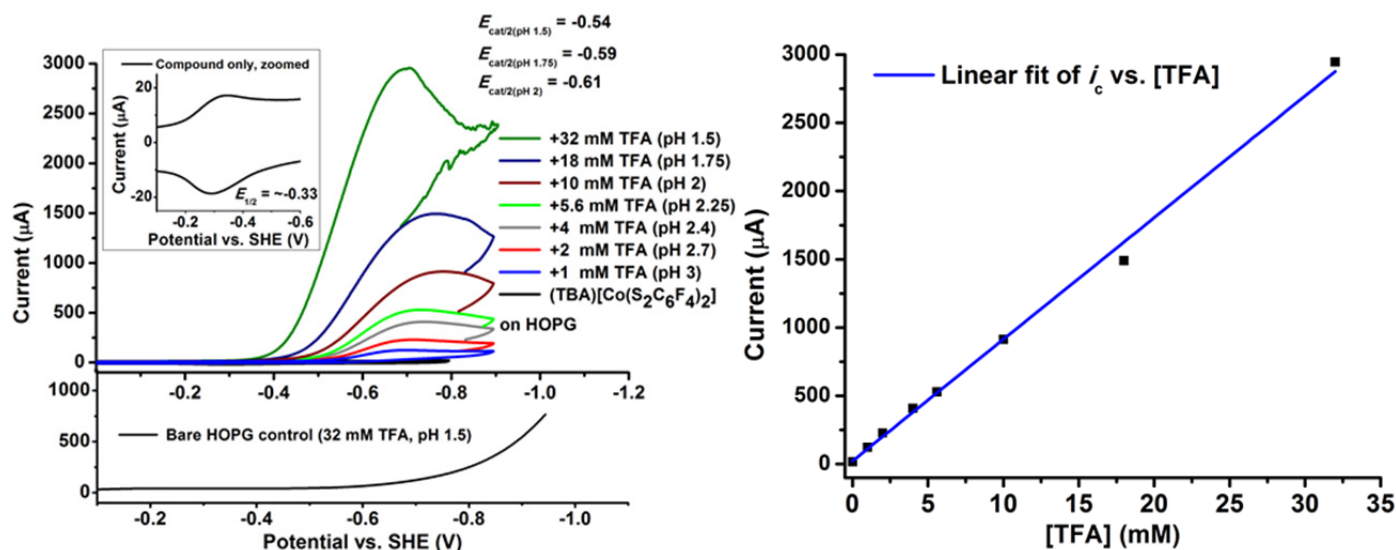 E_cat/2(pH 1.5) = -0.54
E_cat/2(pH 1.75) = -0.59
E_cat/2(pH 2) = -0.61
3000
2500
2000
1500
1000
500
0
Current (μA)
Compound only, zoomed
20
0
-20
Current (μA)
E_1/2 = ~-0.33
-0.2 -0.4 -0.6
Potential vs. SHE (V)
+32 mM TFA (pH 1.5)
+18 mM TFA (pH 1.75)
+10 mM TFA (pH 2)
+5.6 mM TFA (pH 2.25)
+4 mM TFA (pH 2.4)
+2 mM TFA (pH 2.7)
+1 mM TFA (pH 3)
(TBA)[Co(S2C6F4)2]
on HOPG
-0.2 -0.4 -0.6 -0.8 -1.0 -1.2
1000
500
0
Bare HOPG control (32 mM TFA, pH 1.5)
-0.2 -0.4 -0.6 -0.8 -1.0
Potential vs. SHE (V)
3000
2500
2000
1500
1000
500
0
Current (μA)
Linear fit of i_c vs. [TFA]
0 5 10 15 20 25 30 35
[TFA] (mM)